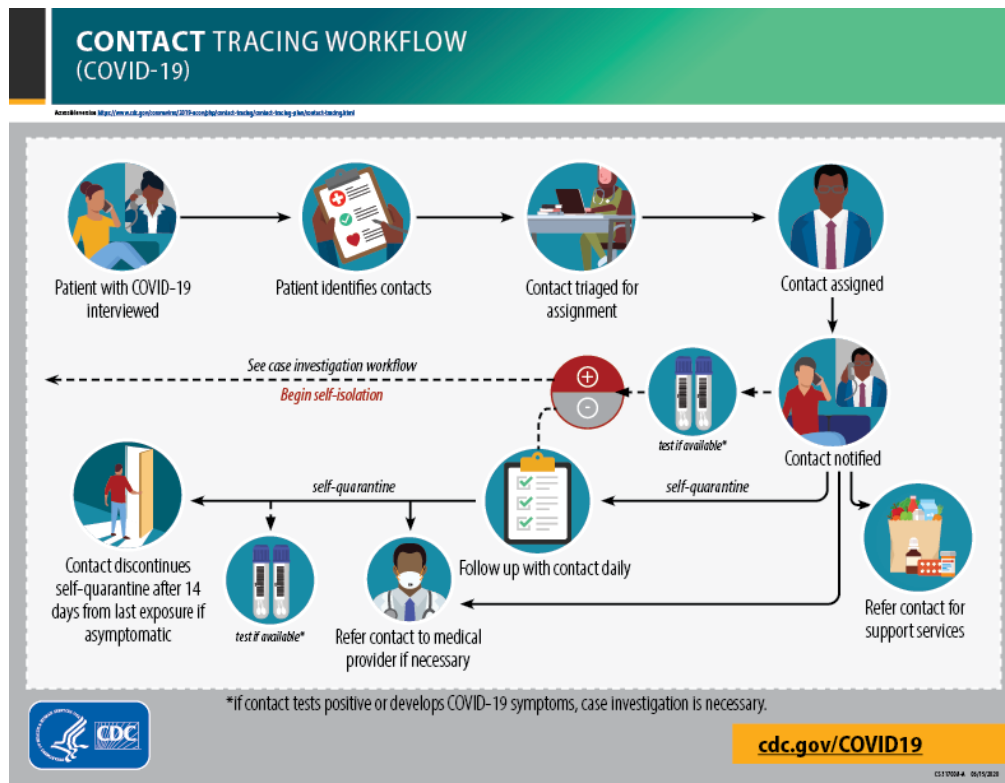 CONTACT TRACING WORKFLOW
(COVID-19)
Patient with COVID-19
interviewed
Patient identifies contacts
Contact triaged for
assignment
Contact assigned
See case investigation workflow
Begin self-isolation
+
-
test if available*
Contact notified
self-quarantine
self-quarantine
Contact discontinues
self-quarantine after 14
days from last exposure if
asymptomatic
test if available*
Refer contact to medical
provider if necessary
Follow up with contact daily
Refer contact for
support services
*if contact tests positive or develops COVID-19 symptoms, case investigation is necessary.
CDC
cdc.gov/COVID19